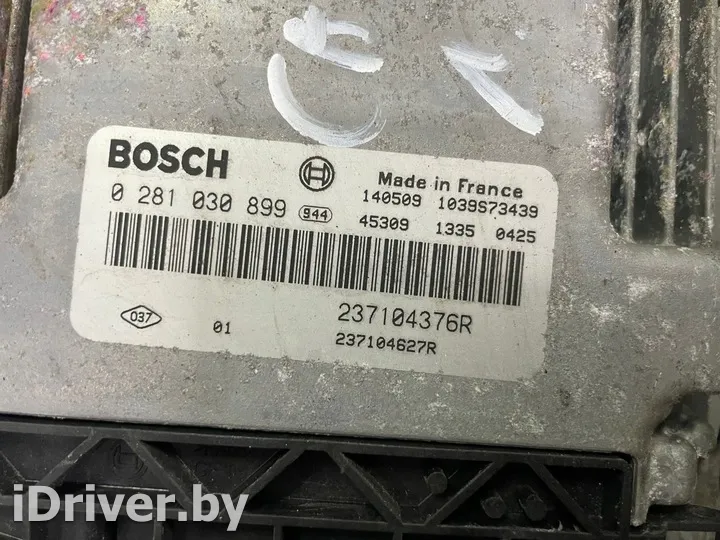 BOSCH
Made in France
0 281 030 899 944
140509 1039S73439
45309 1335 0425
237104376R
037 01
237104627R
iDriver.by